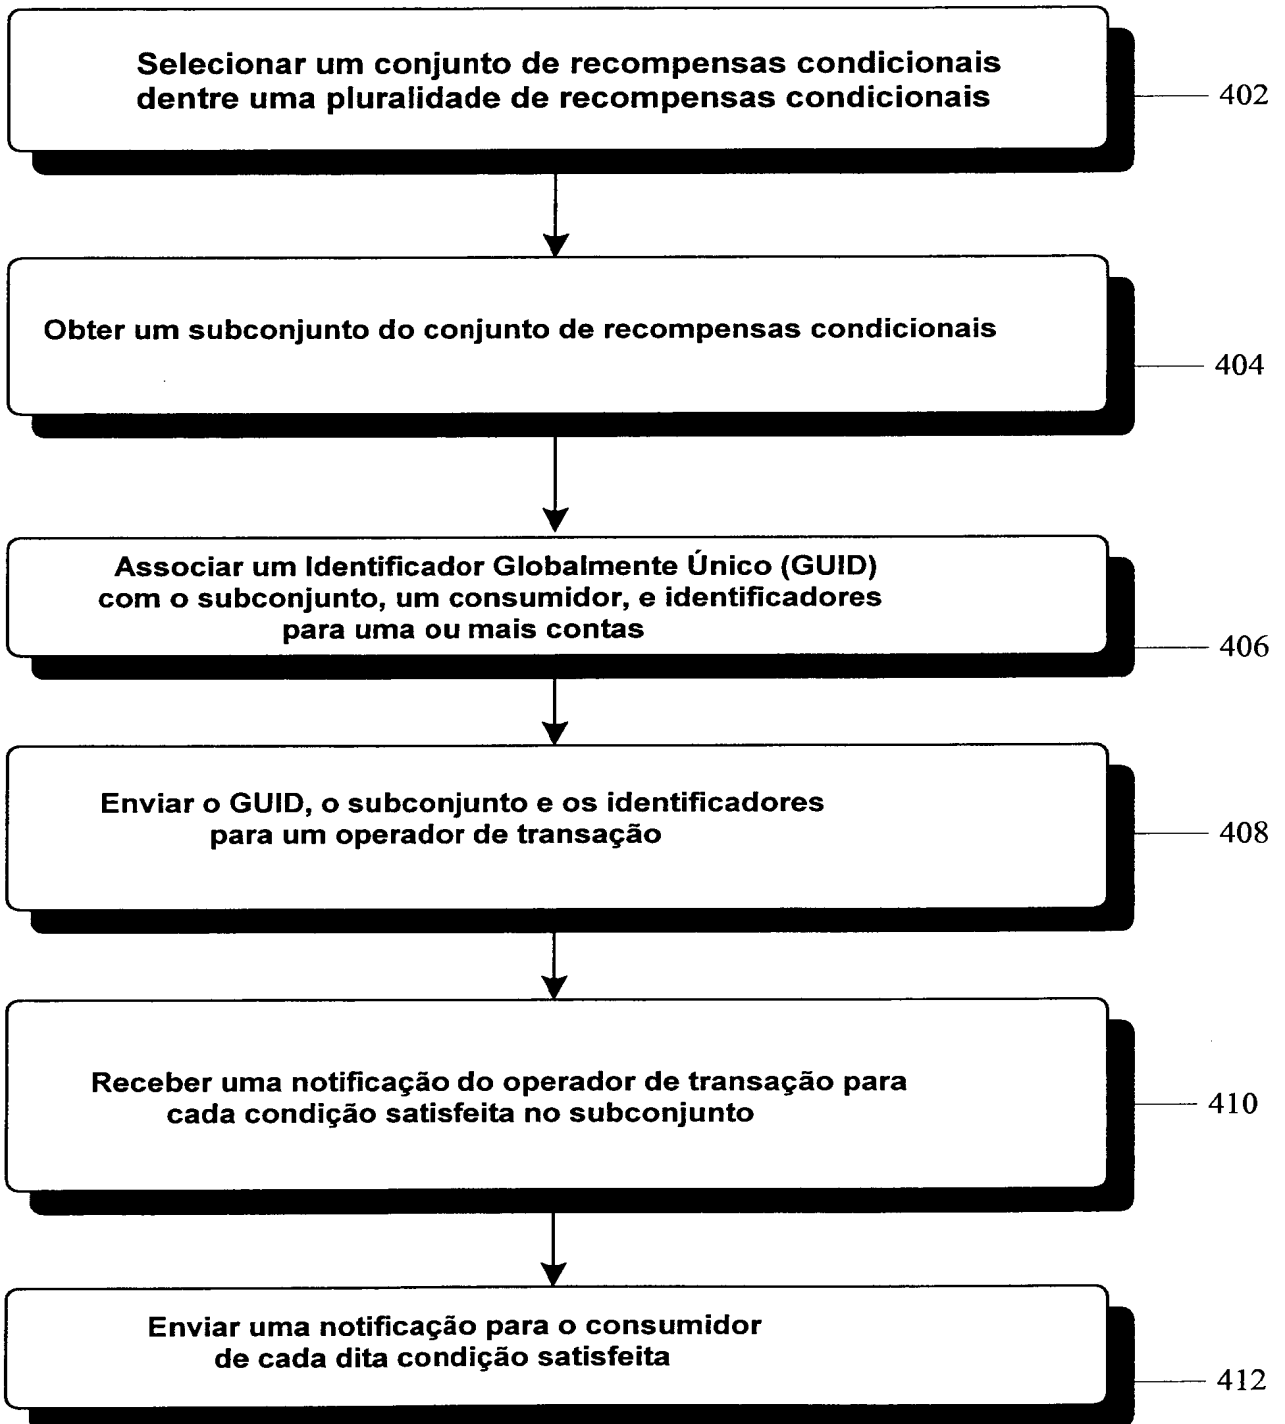 Selecionar um conjunto de recompensas condicionais
dentre uma pluralidade de recompensas condicionais
402
Obter um subconjunto do conjunto de recompensas condicionais
404
Associar um Identificador Globalmente Único (GUID)
com o subconjunto, um consumidor, e identificadores
para uma ou mais contas
406
Enviar o GUID, o subconjunto e os identificadores
para um operador de transação
408
Receber uma notificação do operador de transação para
cada condição satisfeita no subconjunto
410
Enviar uma notificação para o consumidor
de cada dita condição satisfeita
412